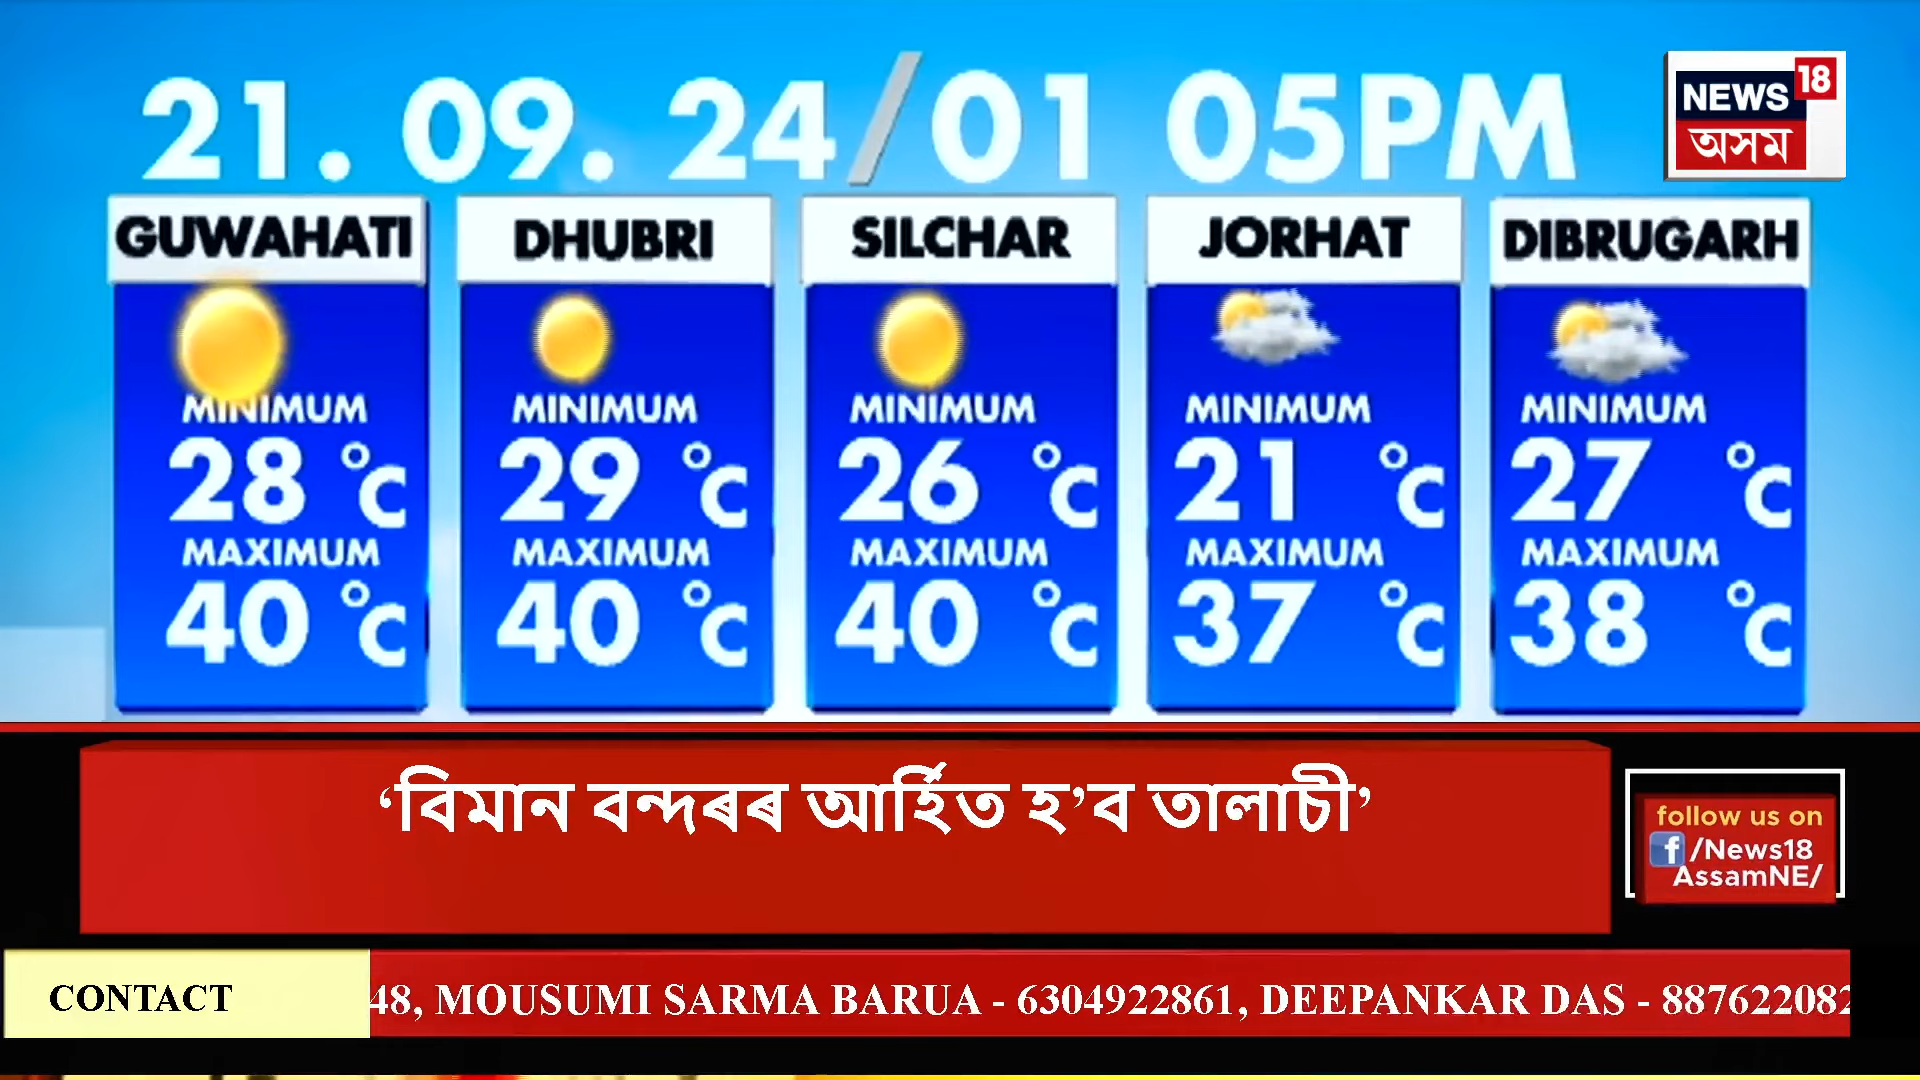 21. 09. 24/01 05PM
NEWS 18
অসম
GUWAHATI
MINIMUM
28 °C
MAXIMUM
40 °C
DHUBRI
MINIMUM
29 °C
MAXIMUM
40 °C
SILCHAR
MINIMUM
26 °C
MAXIMUM
40 °C
JORHAT
MINIMUM
21 °C
MAXIMUM
37 °C
DIBRUGARH
MINIMUM
27 °C
MAXIMUM
38 °C
‘বিমান বন্দৰৰ আৰ্হিত হ’ব তালাচী’
follow us on
f /News18
AssamNE/
CONTACT
48, MOUSUMI SARMA BARUA - 6304922861, DEEPANKAR DAS - 887622082